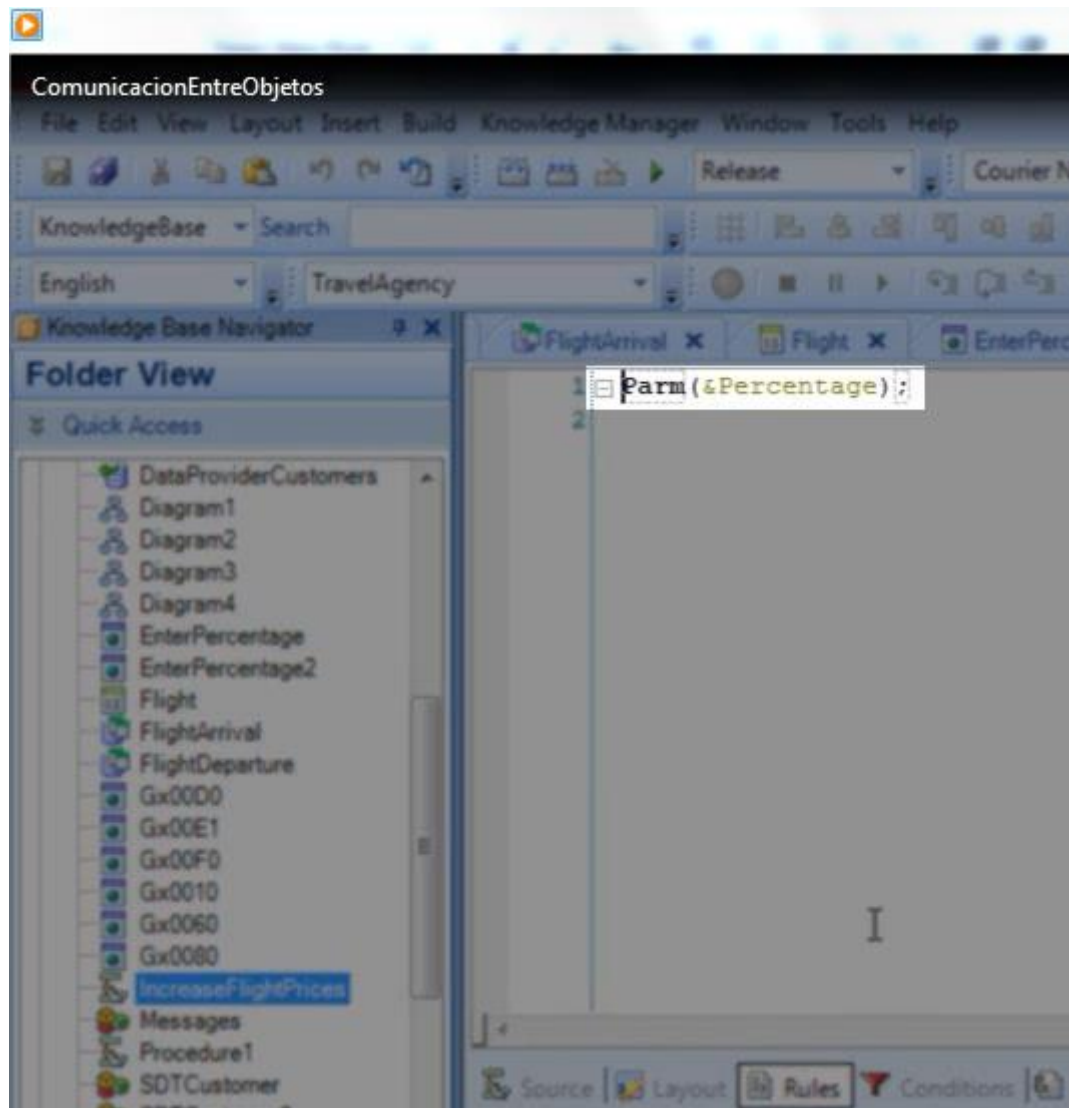 ComunicacionEntreObjetos
File Edit View Layout Insert Build Knowledge Manager Window Tools Help
Release Courier N
KnowledgeBase Search
English TravelAgency
Knowledge Base Navigator
FlightArrival Flight EnterPerc
Folder View
1 Parm(&Percentage);
2
Quick Access
DataProviderCustomers
Diagram1
Diagram2
Diagram3
Diagram4
EnterPercentage
EnterPercentage2
Flight
FlightArrival
FlightDeparture
Gx00D0
Gx00E1
Gx00F0
Gx0010
Gx0060
Gx0080
IncreaseFlightPrices
Messages
Procedure1
SDTCustomer
Source Layout Rules Conditions